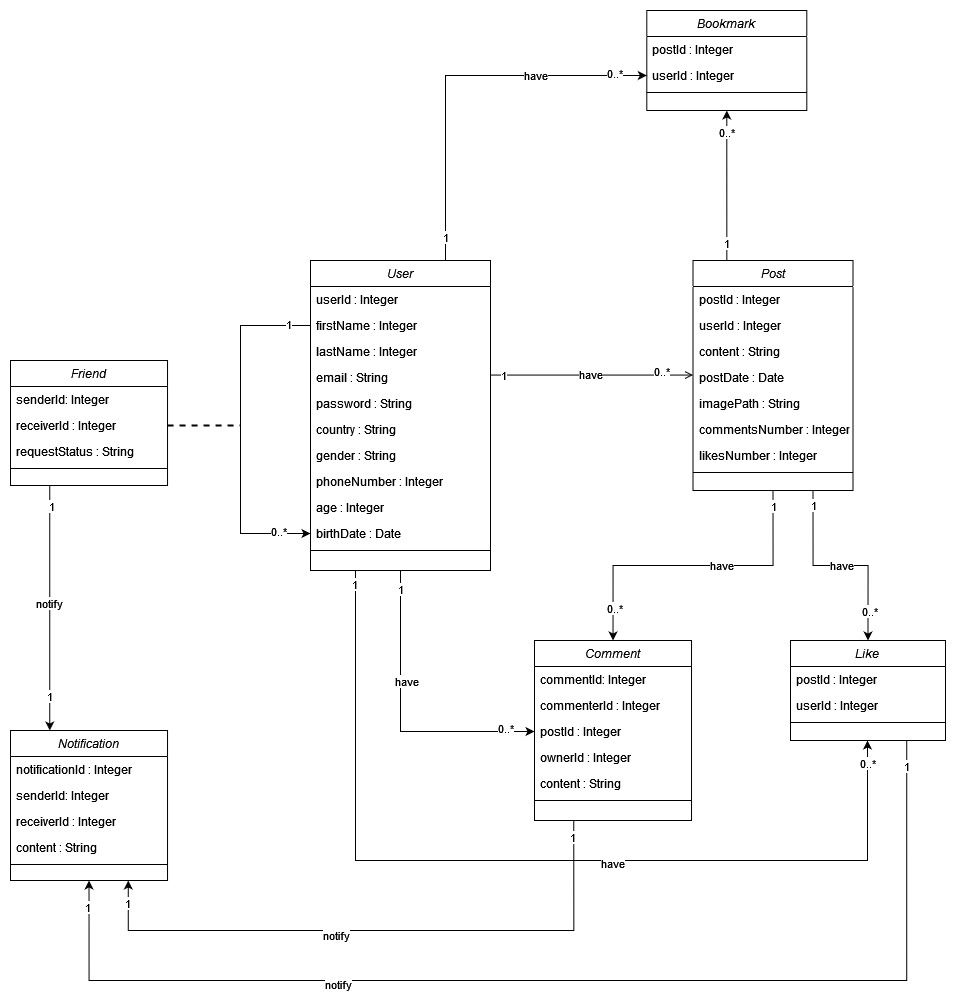 Bookmark
postId : Integer
userId : Integer
have
0..*
0..*
1
1
User
userId : Integer
firstName : Integer
lastName : Integer
email : String
password : String
country : String
gender : String
phoneNumber : Integer
age : Integer
birthDate : Date
Post
postId : Integer
userId : Integer
content : String
postDate : Date
imagePath : String
commentsNumber : Integer
likesNumber : Integer
1
0..*
1
have
0..*
Friend
senderId: Integer
receiverId : Integer
requestStatus : String
1
notify
1
1
1
1
1
have
have
0..*
0..*
have
0..*
Comment
commentId: Integer
commenterId : Integer
postId : Integer
ownerId : Integer
content : String
Like
postId : Integer
userId : Integer
Notification
notificationId : Integer
senderId: Integer
receiverId : Integer
content : String
0..*
1
1
have
1
1
notify
notify